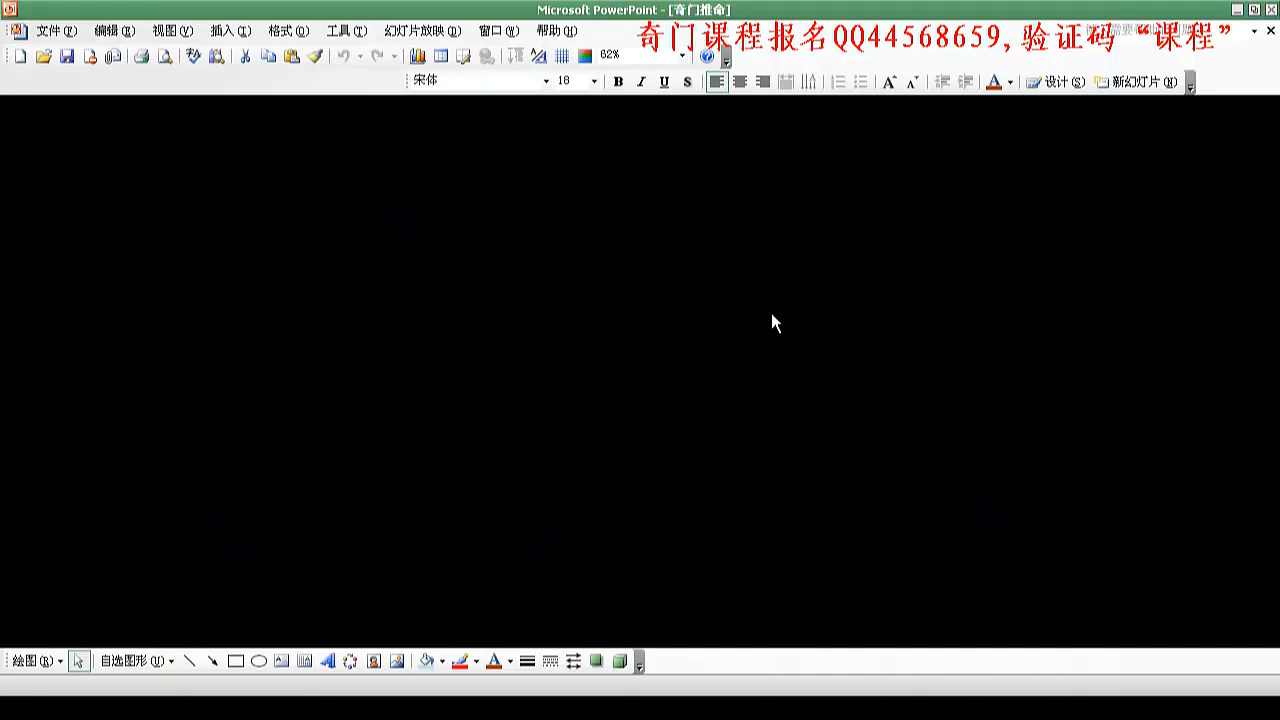 Microsoft PowerPoint - [奇门推命]
文件(F) 编辑(E) 视图(V) 插入(I) 格式(O) 工具(T) 幻灯片放映(D) 窗口(W) 帮助(H)
奇门课程报名QQ44568659,验证码“课程”
62%
宋体 18 B I U S A A A 设计(S) 新幻灯片(N)
绘图(R) 自选图形(U) A